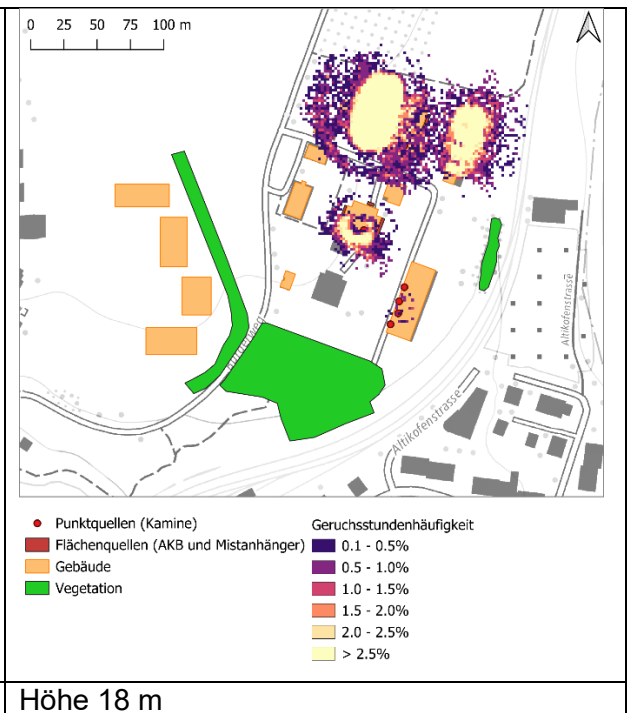 0 25 50 75 100 m
Altikofenstrasse
Altikofenstrasse
Punktquellen (Kamine)
Flächenquellen (AKB und Mistanhänger)
Gebäude
Vegetation
Geruchsstundenhäufigkeit
0.1 - 0.5%
0.5 - 1.0%
1.0 - 1.5%
1.5 - 2.0%
2.0 - 2.5%
> 2.5%
Höhe 18 m